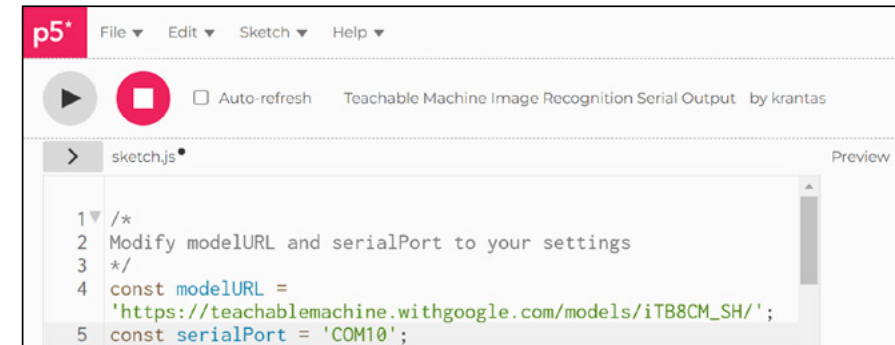 p5* File ▼ Edit ▼ Sketch ▼ Help ▼
Auto-refresh Teachable Machine Image Recognition Serial Output by krantas
> sketch.js• Preview
1▼ /*
2 Modify modelURL and serialPort to your settings
3 */
4 const modelURL =
'https://teachablemachine.withgoogle.com/models/iTB8CM_SH/';
5 const serialPort = 'COM10';